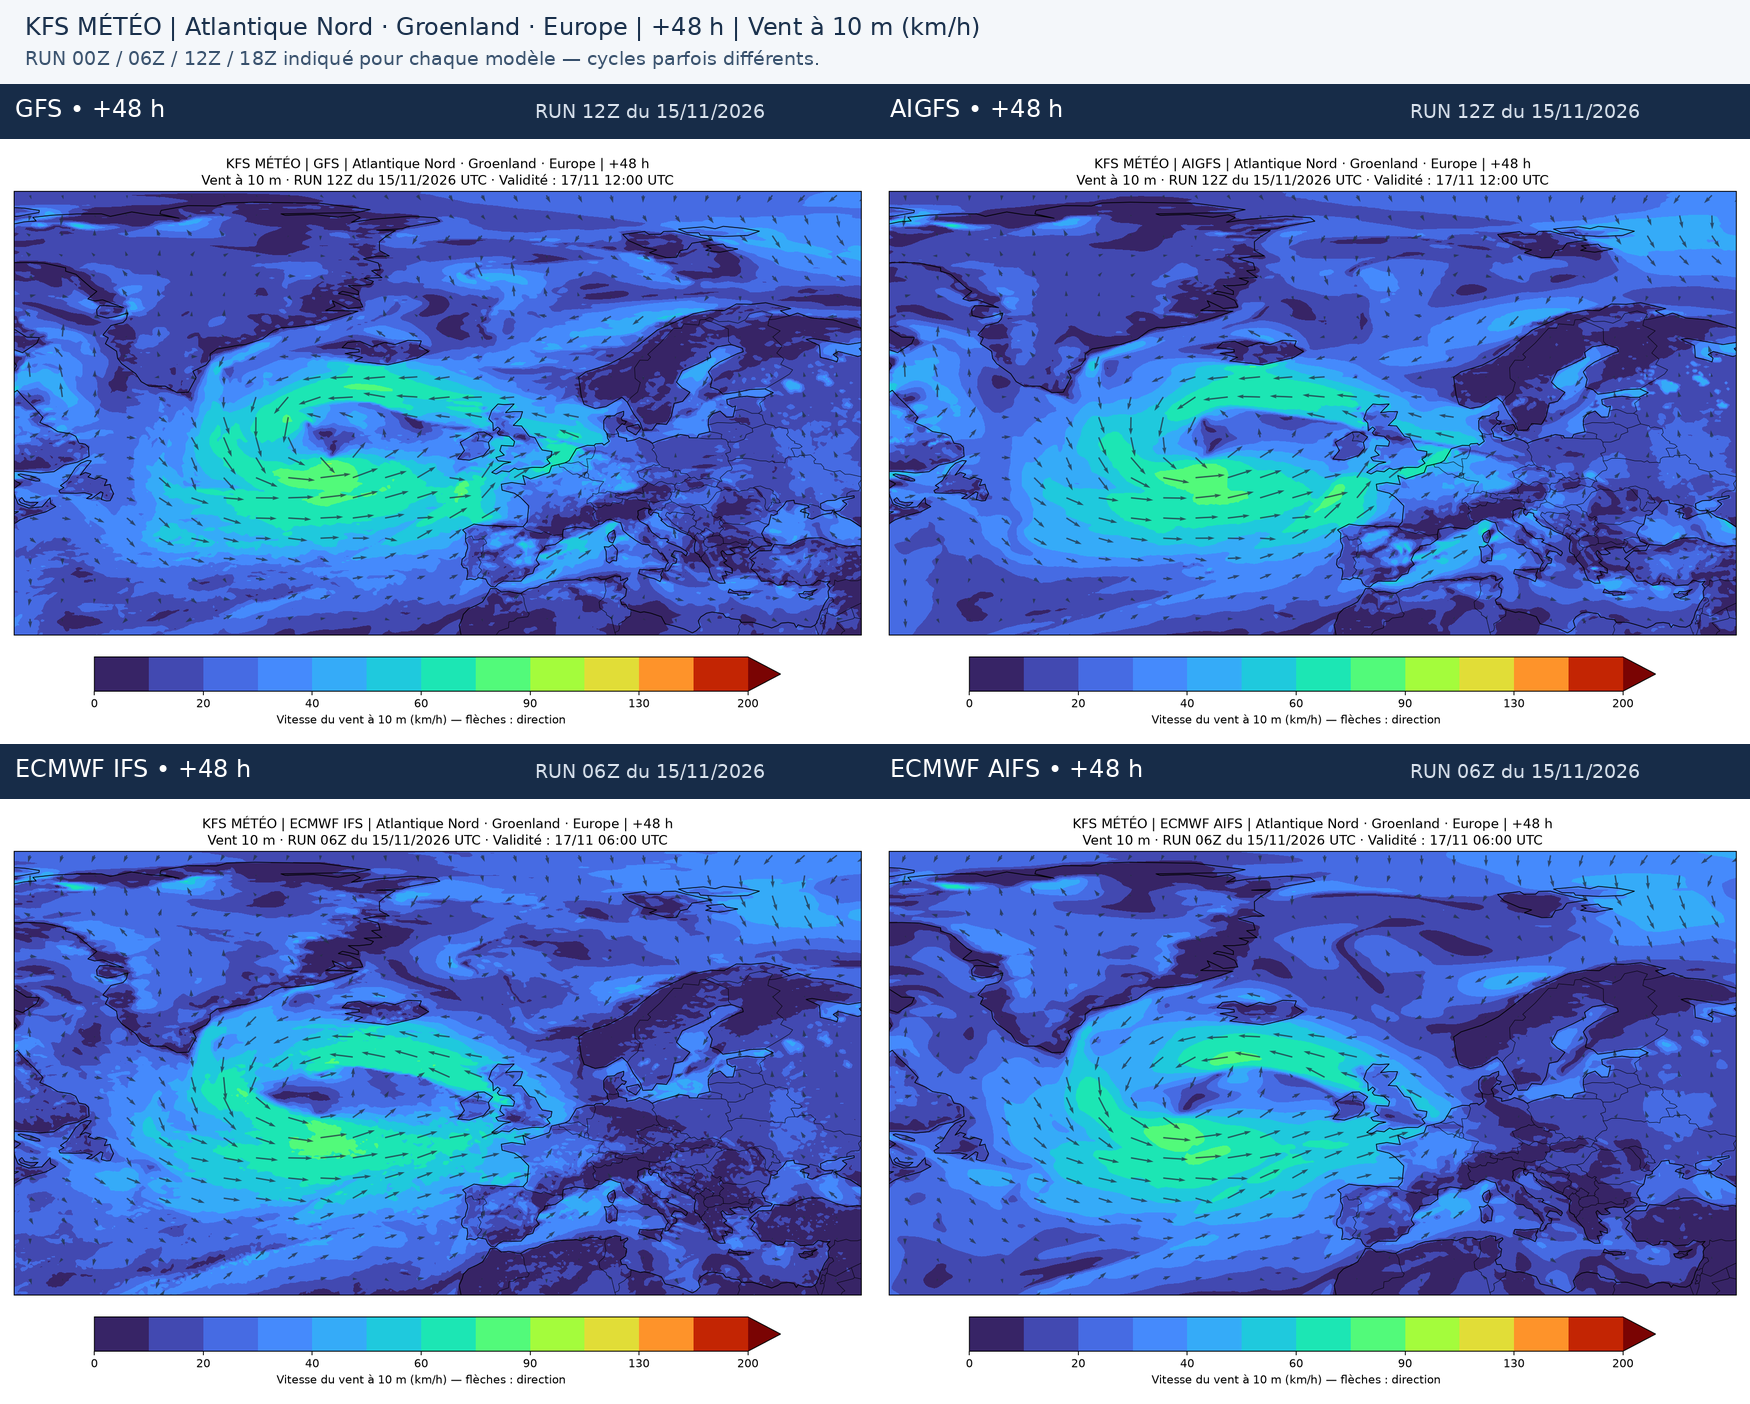 KFS MÉTÉO | Atlantique Nord · Groenland · Europe | +48 h | Vent à 10 m (km/h)
RUN 00Z / 06Z / 12Z / 18Z indiqué pour chaque modèle — cycles parfois différents.
GFS • +48 h RUN 12Z du 15/11/2026
KFS MÉTÉO | GFS | Atlantique Nord · Groenland · Europe | +48 h
Vent à 10 m · RUN 12Z du 15/11/2026 UTC · Validité : 17/11 12:00 UTC
0 20 40 60 90 130 200
Vitesse du vent à 10 m (km/h) — flèches : direction
AIGFS • +48 h RUN 12Z du 15/11/2026
KFS MÉTÉO | AIGFS | Atlantique Nord · Groenland · Europe | +48 h
Vent à 10 m · RUN 12Z du 15/11/2026 UTC · Validité : 17/11 12:00 UTC
0 20 40 60 90 130 200
Vitesse du vent à 10 m (km/h) — flèches : direction
ECMWF IFS • +48 h RUN 06Z du 15/11/2026
KFS MÉTÉO | ECMWF IFS | Atlantique Nord · Groenland · Europe | +48 h
Vent 10 m · RUN 06Z du 15/11/2026 UTC · Validité : 17/11 06:00 UTC
0 20 40 60 90 130 200
Vitesse du vent à 10 m (km/h) — flèches : direction
ECMWF AIFS • +48 h RUN 06Z du 15/11/2026
KFS MÉTÉO | ECMWF AIFS | Atlantique Nord · Groenland · Europe | +48 h
Vent 10 m · RUN 06Z du 15/11/2026 UTC · Validité : 17/11 06:00 UTC
0 20 40 60 90 130 200
Vitesse du vent à 10 m (km/h) — flèches : direction